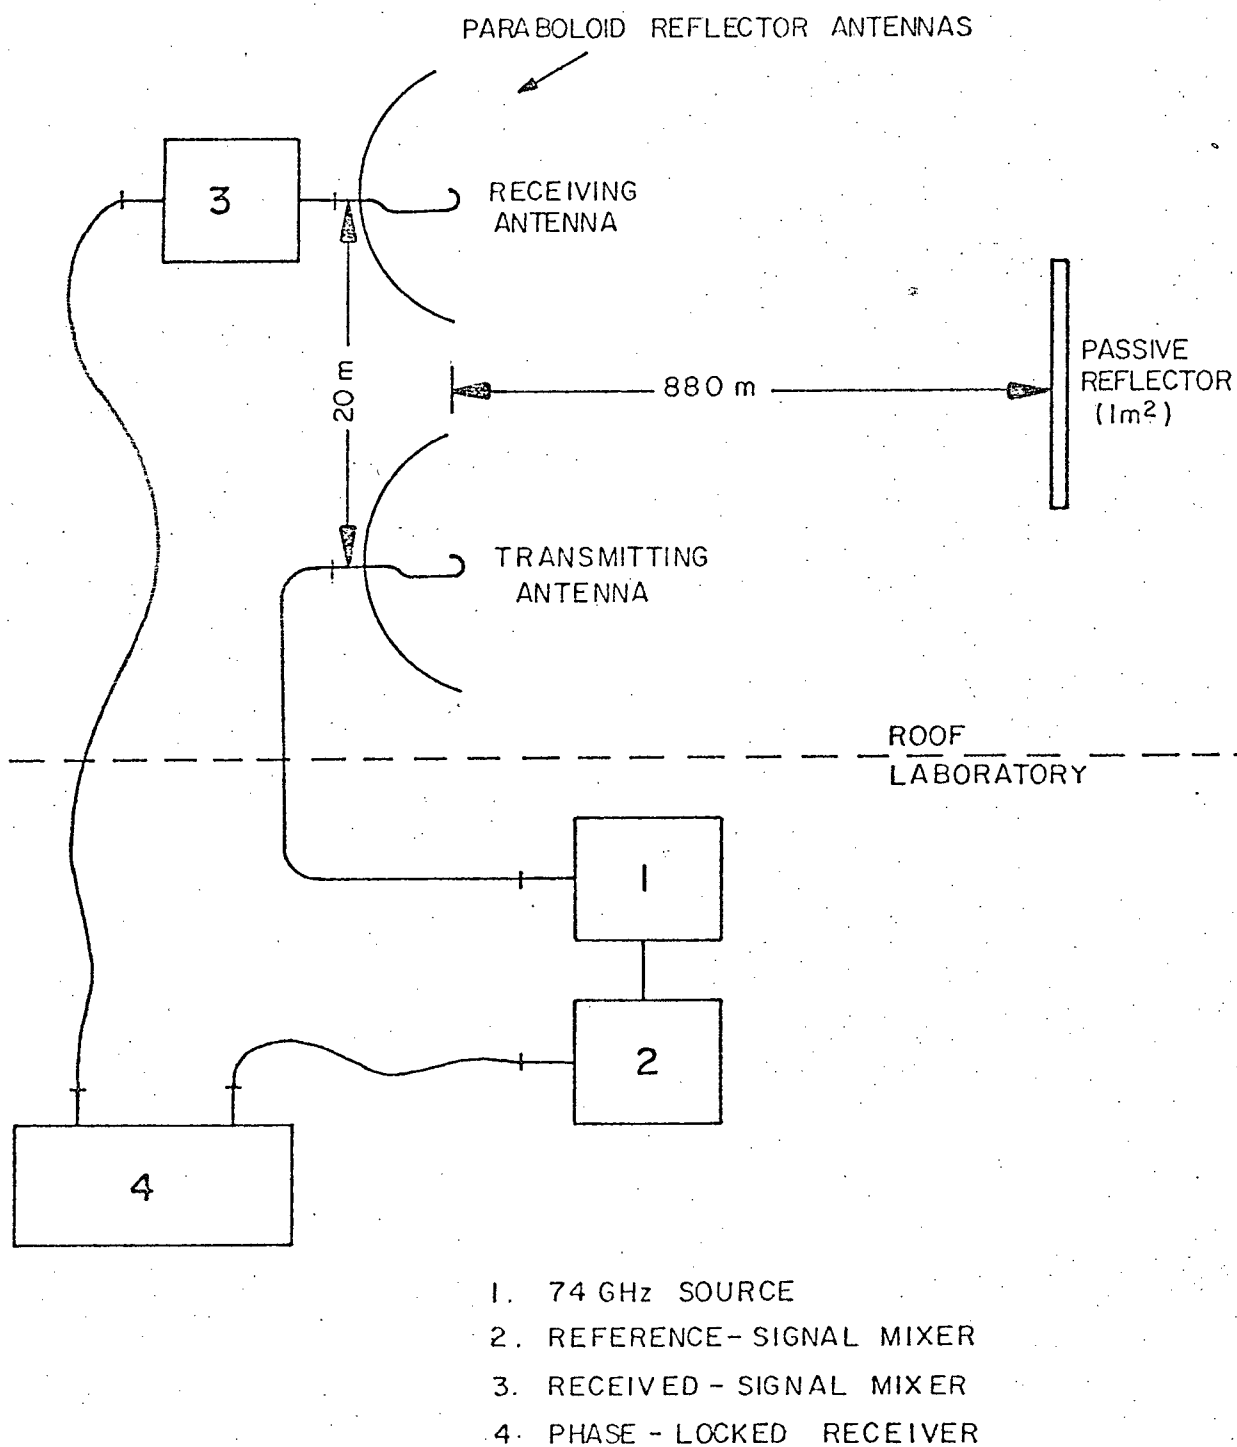 PARABOLOID REFLECTOR ANTENNAS
3
RECEIVING
ANTENNA
20 m
880 m
PASSIVE
REFLECTOR
(1m²)
TRANSMITTING
ANTENNA
ROOF
LABORATORY
1
2
4
1. 74 GHz SOURCE
2. REFERENCE-SIGNAL MIXER
3. RECEIVED-SIGNAL MIXER
4. PHASE-LOCKED RECEIVER